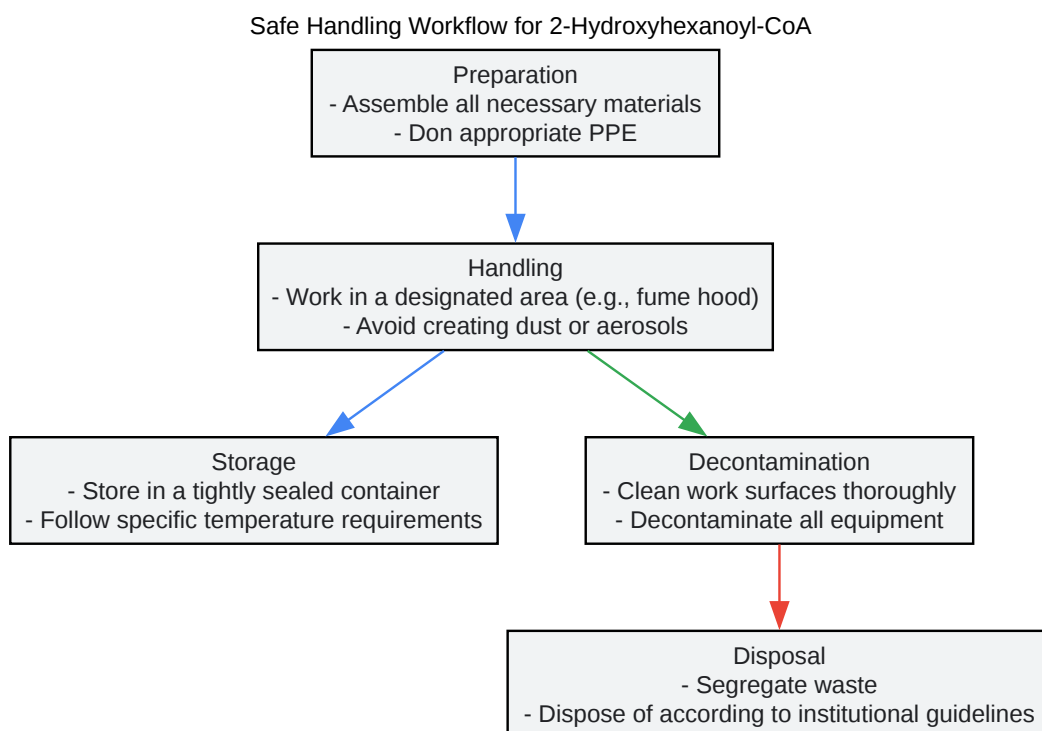 Safe Handling Workflow for 2-Hydroxyhexanoyl-CoA
Preparation
- Assemble all necessary materials
- Don appropriate PPE
Handling
- Work in a designated area (e.g., fume hood)
- Avoid creating dust or aerosols
Storage
- Store in a tightly sealed container
- Follow specific temperature requirements
Decontamination
- Clean work surfaces thoroughly
- Decontaminate all equipment
Disposal
- Segregate waste
- Dispose of according to institutional guidelines